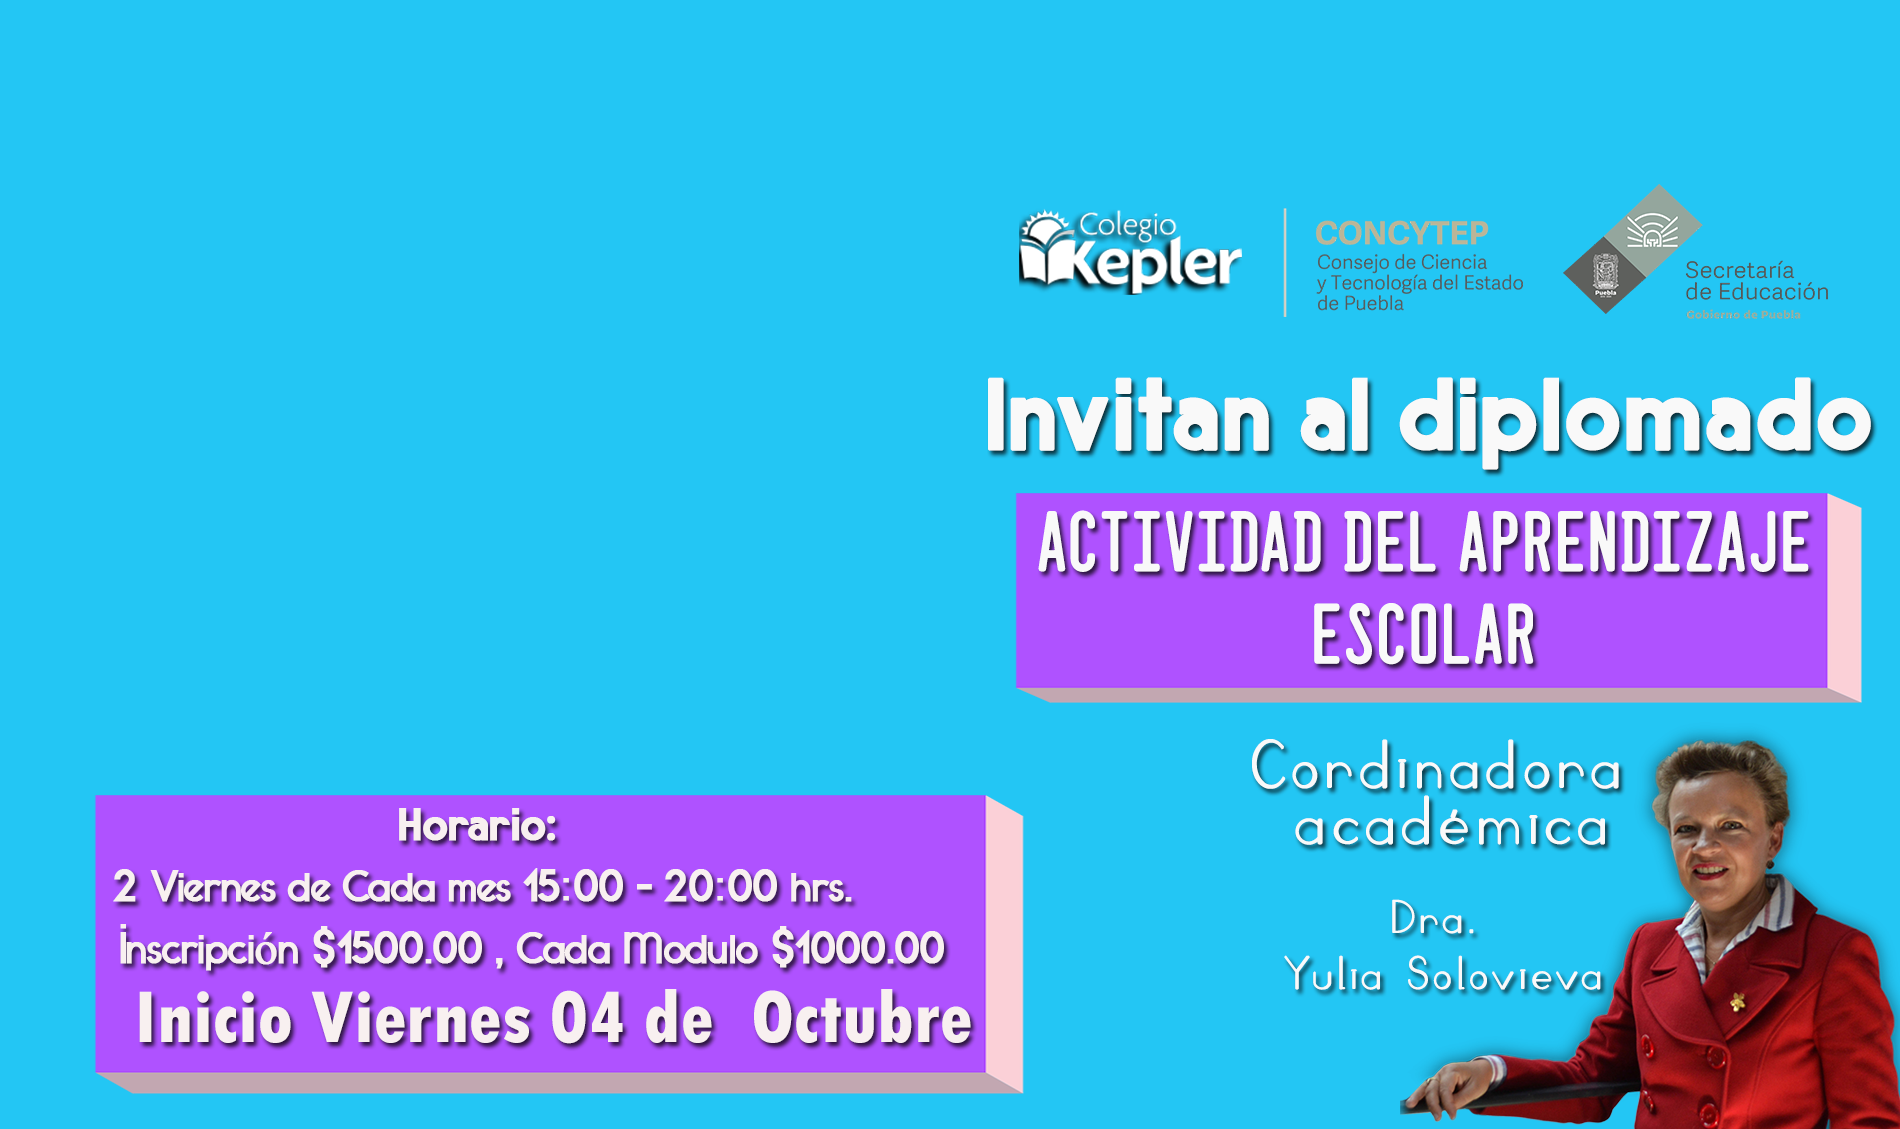 Colegio
Kepler
CONCYTEP
Consejo de Ciencia
y Tecnología del Estado
de Puebla
Puebla
Secretaría
de Educación
Gobierno de Puebla
Invitan al diplomado
ACTIVIDAD DEL APRENDIZAJE
ESCOLAR
Cordinadora
académica
Dra.
Yulia Solovieva
Horario:
2 Viernes de Cada mes 15:00 - 20:00 hrs.
inscripción $1500.00 , Cada Modulo $1000.00
Inicio Viernes 04 de Octubre